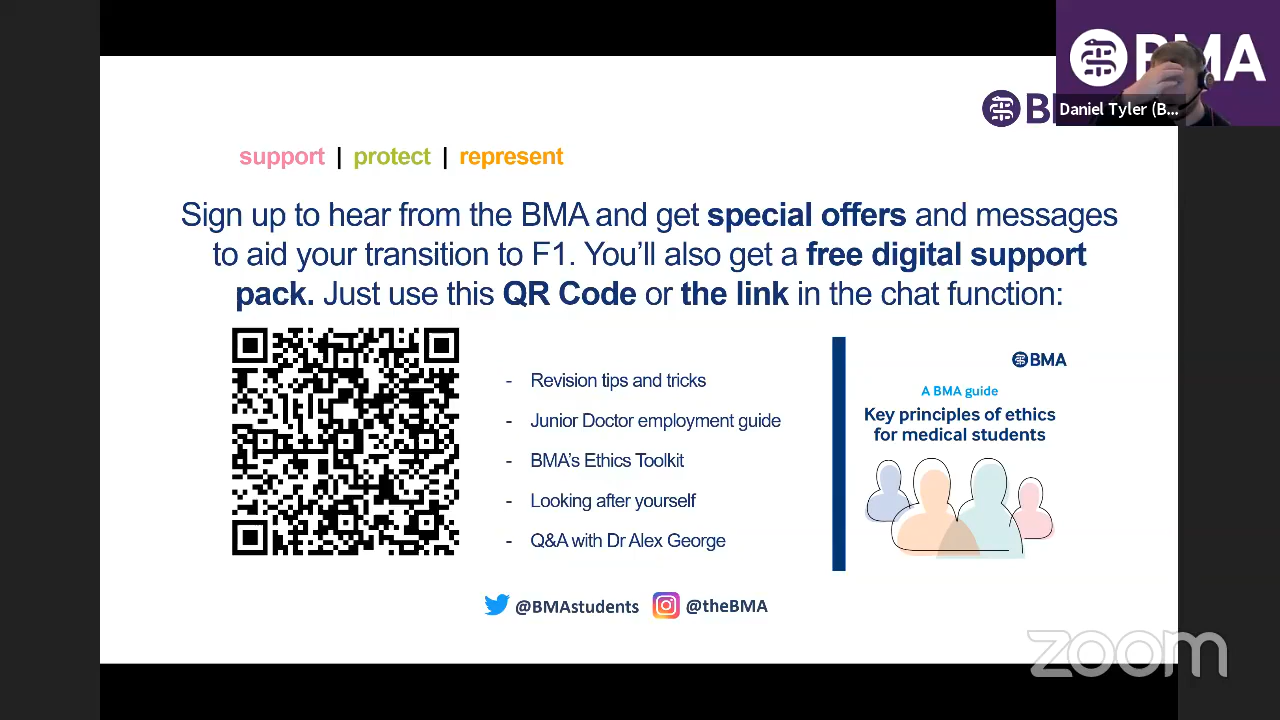 BMA
Daniel Tyler (B...
support | protect | represent
Sign up to hear from the BMA and get special offers and messages
to aid your transition to F1. You'll also get a free digital support
pack. Just use this QR Code or the link in the chat function:
- Revision tips and tricks
- Junior Doctor employment guide
- BMA's Ethics Toolkit
- Looking after yourself
- Q&A with Dr Alex George
BMA
A BMA guide
Key principles of ethics
for medical students
@BMAstudents @theBMA
zoom